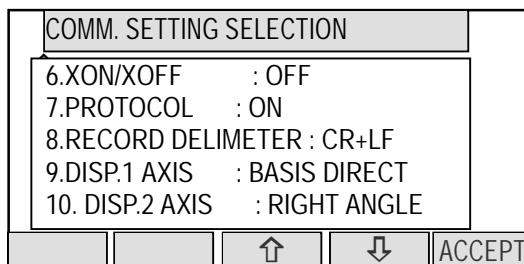 COMM. SETTING SELECTION
6.XON/XOFF : OFF
7.PROTOCOL : ON
8.RECORD DELIMETER : CR+LF
9.DISP.1 AXIS : BASIS DIRECT
10. DISP.2 AXIS : RIGHT ANGLE
ACCEPT